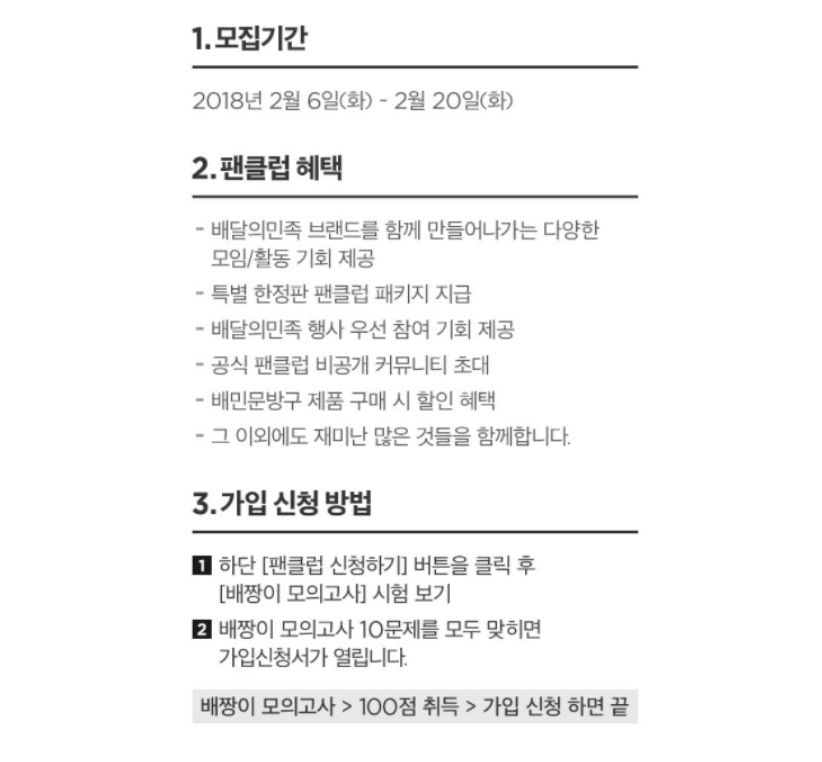 1. 모집기간
2018년 2월 6일(화) ~ 2월 20일(화)
2. 팬클럽 혜택
- 배달의민족 브랜드를 함께 만들어나가는 다양한
모임/활동 기회 제공
- 특별 한정판 팬클럽 패키지 지급
- 배달의민족 행사 우선 참여 기회 제공
- 공식 팬클럽 비공개 커뮤니티 초대
- 배민문방구 제품 구매 시 할인 혜택
- 그 이외에도 재미난 많은 것들을 함께합니다.
3. 가입 신청 방법
1 하단 [팬클럽 신청하기] 버튼을 클릭 후
[배짱이 모의고사] 시험 보기
2 배짱이 모의고사 10문제를 모두 맞히면
가입신청서가 열립니다.
배짱이 모의고사 > 100점 취득 > 가입 신청 하면 끝